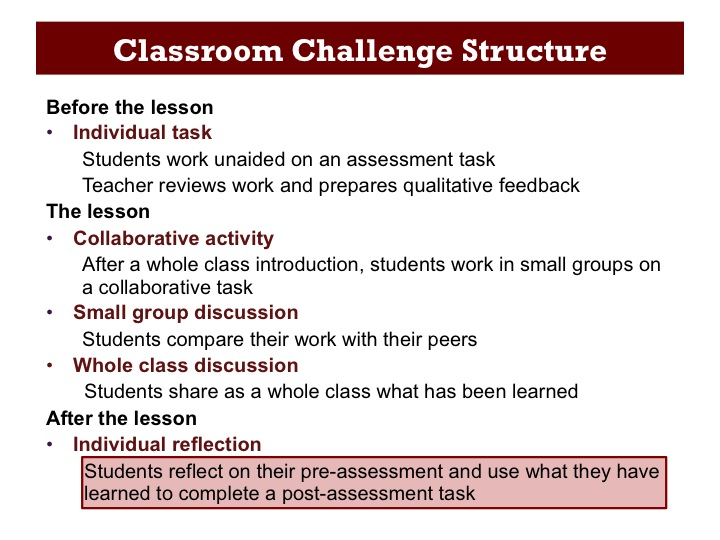 Classroom Challenge Structure
Before the lesson
• Individual task
Students work unaided on an assessment task
Teacher reviews work and prepares qualitative feedback
The lesson
• Collaborative activity
After a whole class introduction, students work in small groups on
a collaborative task
• Small group discussion
Students compare their work with their peers
• Whole class discussion
Students share as a whole class what has been learned
After the lesson
• Individual reflection
Students reflect on their pre-assessment and use what they have
learned to complete a post-assessment task